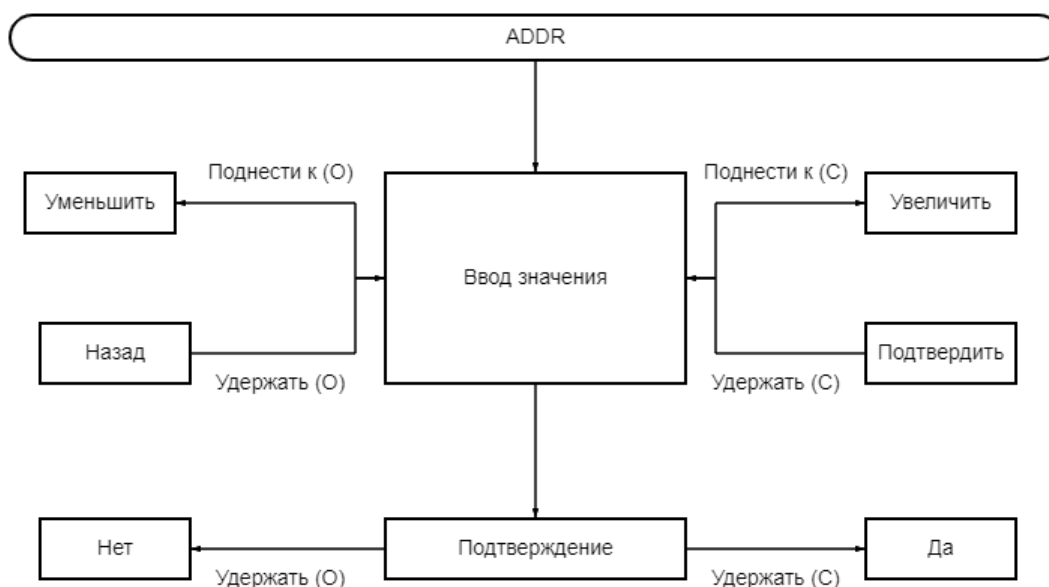 ADDR
Поднести к (О)
Поднести к (С)
Уменьшить
Увеличить
Ввод значения
Назад
Подтвердить
Удержать (О)
Удержать (С)
Нет
Подтверждение
Да
Удержать (О)
Удержать (С)